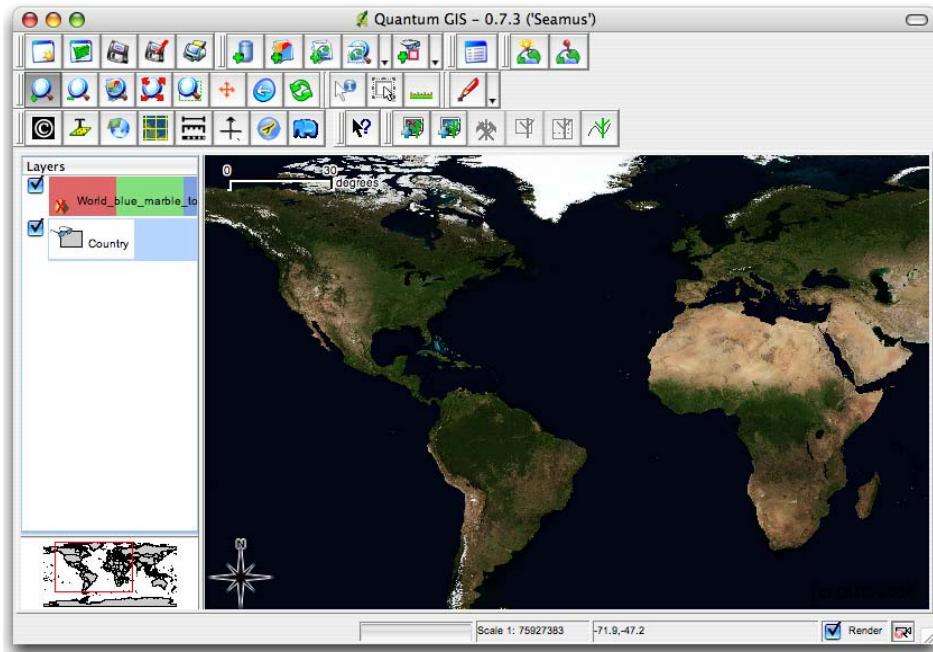 Quantum GIS – 0.7.3 ('Seamus')
Layers
World_blue_marble_to
Country
0 30
degrees
N
Scale 1: 75927383
-71.9,-47.2
Render